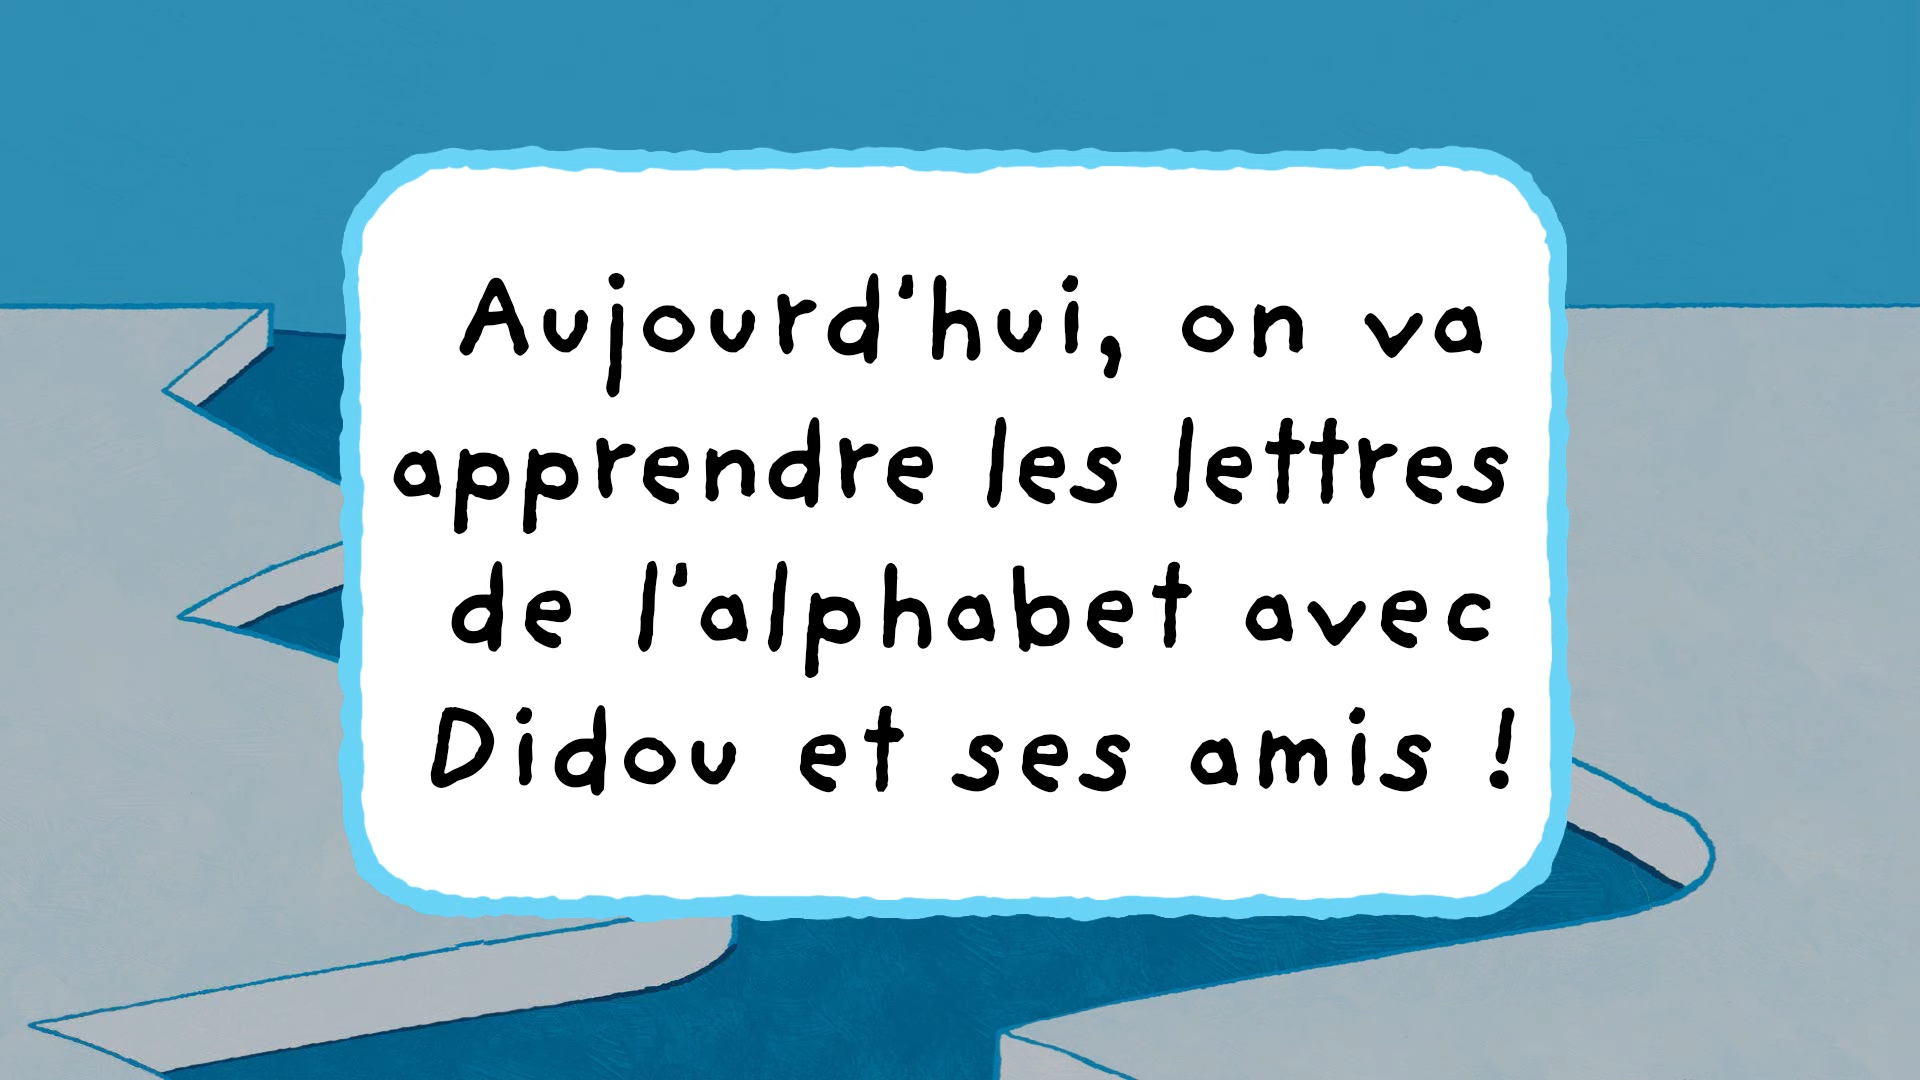 Aujourd'hui, on va
apprendre les lettres
de l'alphabet avec
Didou et ses amis !